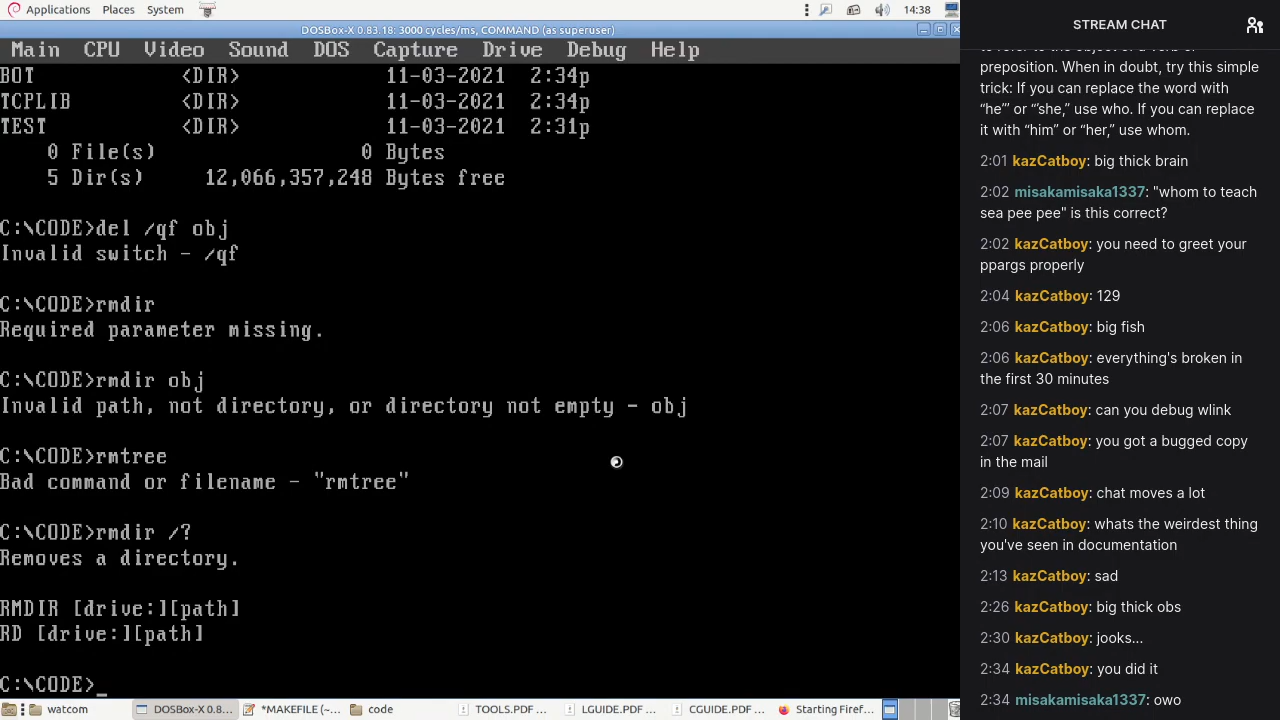 Applications Places System 14:38
DOSBox-X 0.83.18: 3000 cycles/ms, COMMAND (as superuser)
Main CPU Video Sound DOS Capture Drive Debug Help
BOT <DIR> 11-03-2021 2:34p
TCPLIB <DIR> 11-03-2021 2:34p
TEST <DIR> 11-03-2021 2:31p
0 File(s) 0 Bytes
5 Dir(s) 12,066,357,248 Bytes free
C:\CODE>del /qf obj
Invalid switch - /qf
C:\CODE>rmdir
Required parameter missing.
C:\CODE>rmdir obj
Invalid path, not directory, or directory not empty - obj
C:\CODE>rmtree
Bad command or filename - "rmtree"
C:\CODE>rmdir /?
Removes a directory.
RMDIR [drive:][path]
RD [drive:][path]
C:\CODE>_
watcom DOSBox-X 0.8... *MAKEFILE (~... code TOOLS.PDF ... LGUIDE.PDF ... CGUIDE.PDF ... Starting Firef...
STREAM CHAT
preposition. When in doubt, try this simple
trick: If you can replace the word with
“he” or “’she,” use who. If you can replace
it with “him” or “her,” use whom.
2:01 kazCatboy: big thick brain
2:02 misakamisaka1337: "whom to teach
sea pee pee" is this correct?
2:02 kazCatboy: you need to greet your
ppargs properly
2:04 kazCatboy: 129
2:06 kazCatboy: big fish
2:06 kazCatboy: everything's broken in
the first 30 minutes
2:07 kazCatboy: can you debug wlink
2:07 kazCatboy: you got a bugged copy
in the mail
2:09 kazCatboy: chat moves a lot
2:10 kazCatboy: whats the weirdest thing
you've seen in documentation
2:13 kazCatboy: sad
2:26 kazCatboy: big thick obs
2:30 kazCatboy: jooks...
2:34 kazCatboy: you did it
2:34 misakamisaka1337: owo